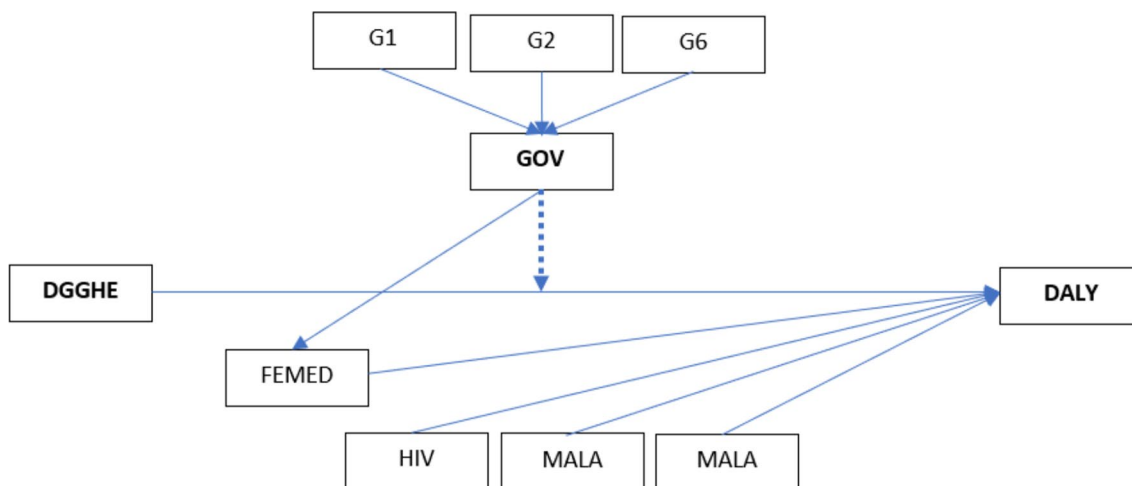 G1
G2
G6
GOV
DGGHE
DALY
FEMED
HIV
MALA
MALA